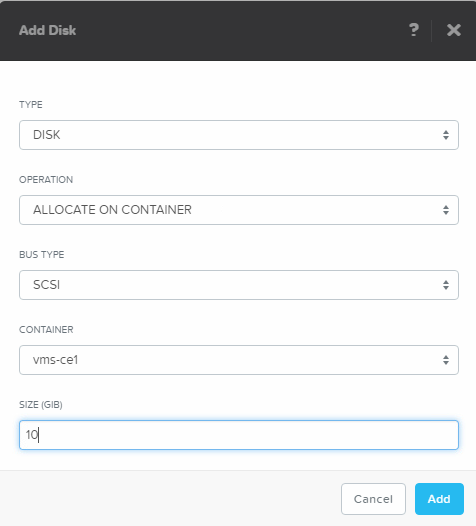 Add Disk ?
TYPE
DISK
OPERATION
ALLOCATE ON CONTAINER
BUS TYPE
SCSI
CONTAINER
vms-ce1
SIZE (GIB)
10
Cancel Add